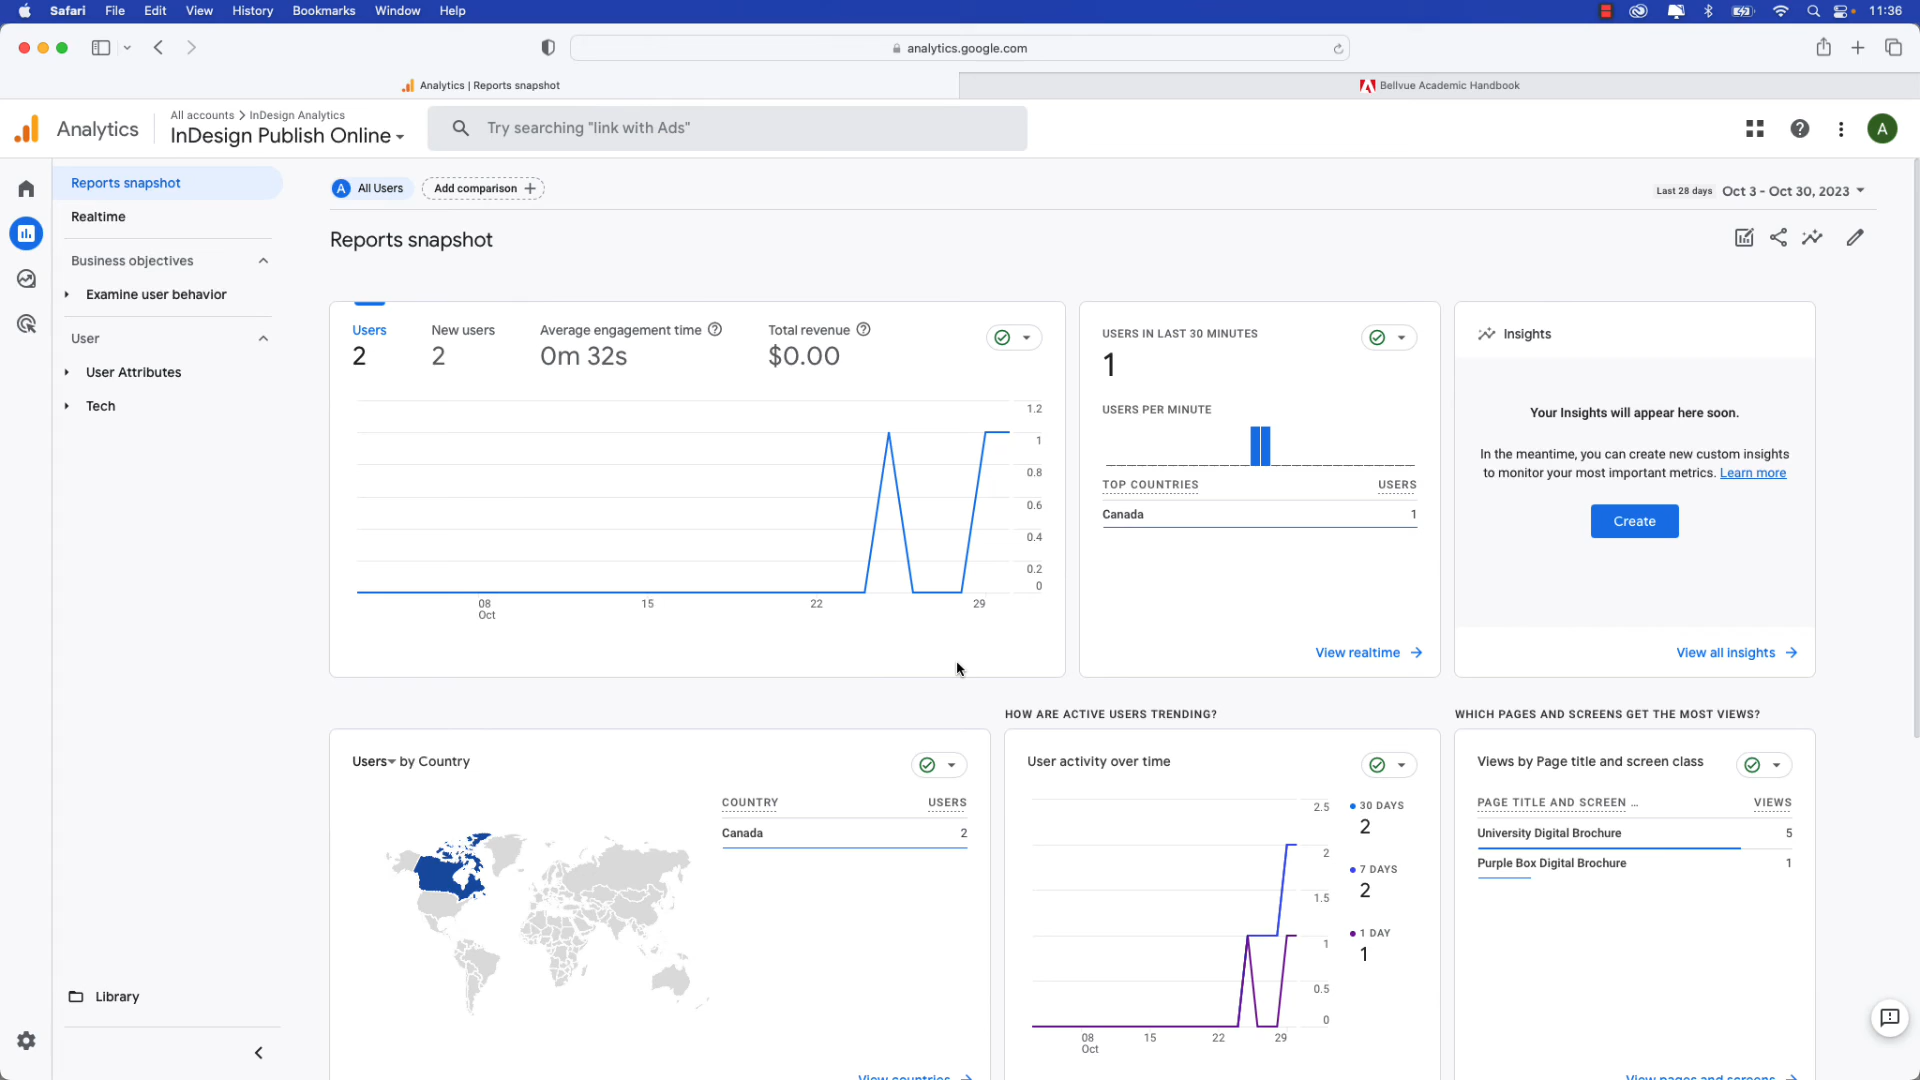 Safari File Edit View History Bookmarks Window Help
11:36
analytics.google.com
Analytics | Reports snapshot
Bellvue Academic Handbook
Analytics
All accounts > InDesign Analytics
InDesign Publish Online
Try searching "link with Ads"
A
Reports snapshot
Realtime
Business objectives
Examine user behavior
User
User Attributes
Tech
Library
A All Users
Add comparison +
Last 28 days Oct 3 - Oct 30, 2023
Reports snapshot
Users
2
New users
2
Average engagement time
0m 32s
Total revenue
$0.00
1.2
1
0.8
0.6
0.4
0.2
0
08
Oct
15
22
29
USERS IN LAST 30 MINUTES
1
USERS PER MINUTE
TOP COUNTRIES USERS
Canada 1
View realtime
Insights
Your Insights will appear here soon.
In the meantime, you can create new custom insights
to monitor your most important metrics. Learn more
Create
View all insights
HOW ARE ACTIVE USERS TRENDING?
WHICH PAGES AND SCREENS GET THE MOST VIEWS?
Users by Country
COUNTRY USERS
Canada 2
View countries
User activity over time
2.5
2
1.5
1
0.5
0
08
Oct
15
22
29
30 DAYS
2
7 DAYS
2
1 DAY
1
Views by Page title and screen class
PAGE TITLE AND SCREEN … VIEWS
University Digital Brochure 5
Purple Box Digital Brochure 1
View pages and screens